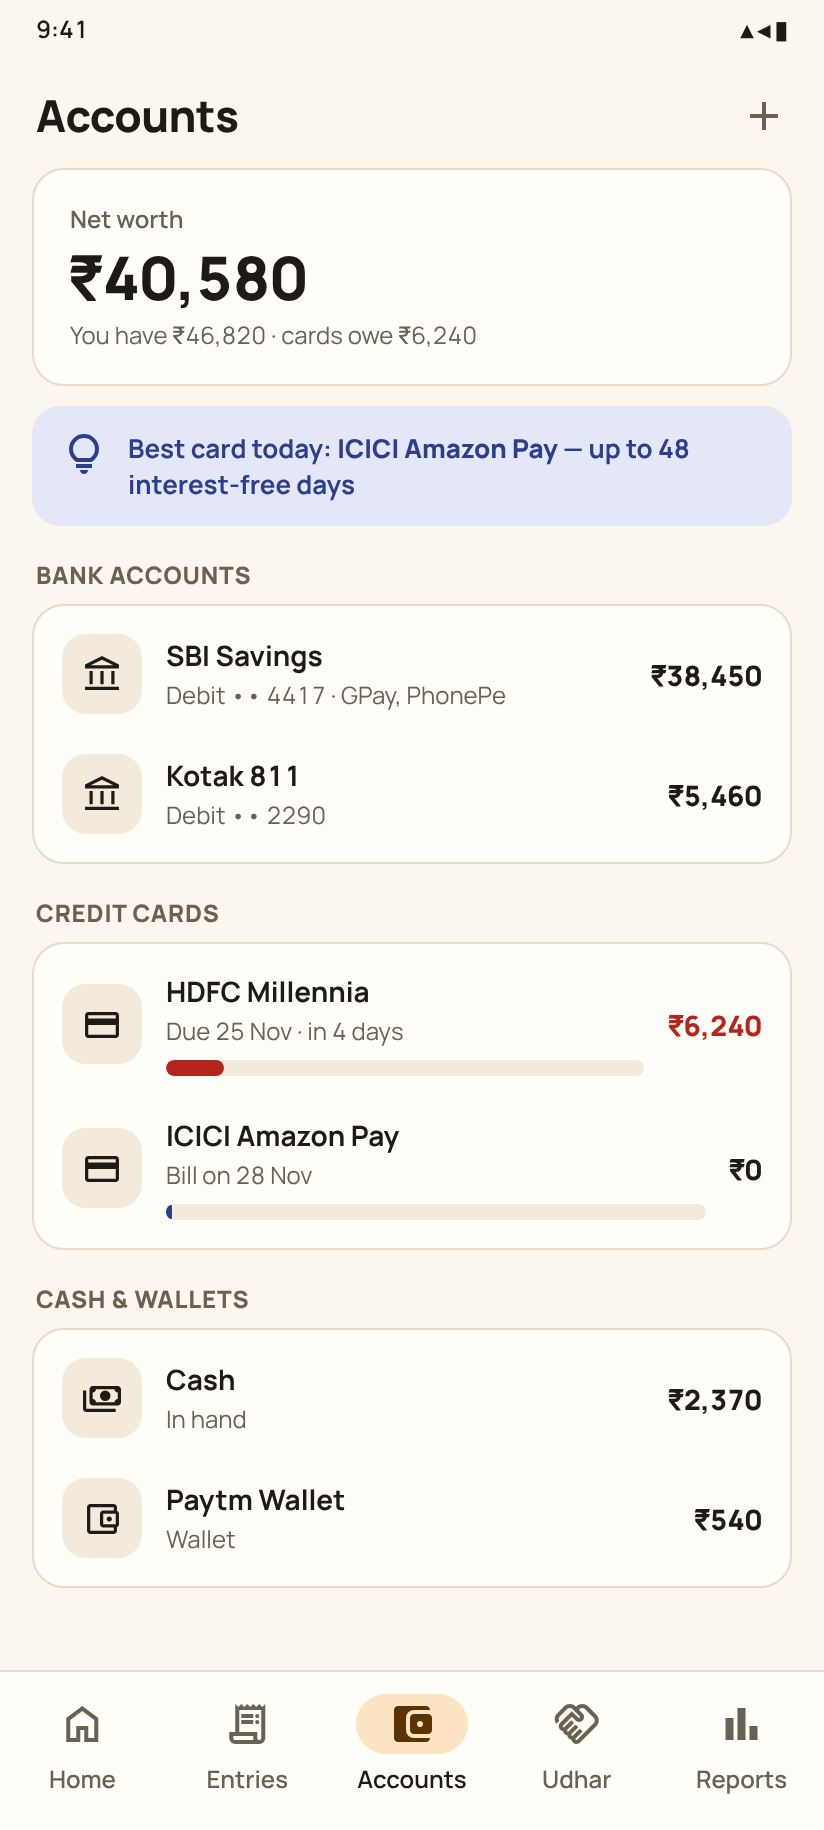 9:41
Accounts
Net worth
₹40,580
You have ₹46,820 · cards owe ₹6,240
Best card today: ICICI Amazon Pay — up to 48
interest-free days
BANK ACCOUNTS
SBI Savings
Debit •• 4417 · GPay, PhonePe
₹38,450
Kotak 811
Debit •• 2290
₹5,460
CREDIT CARDS
HDFC Millennia
Due 25 Nov · in 4 days
₹6,240
ICICI Amazon Pay
Bill on 28 Nov
₹0
CASH & WALLETS
Cash
In hand
₹2,370
Paytm Wallet
Wallet
₹540
Home
Entries
Accounts
Udhar
Reports